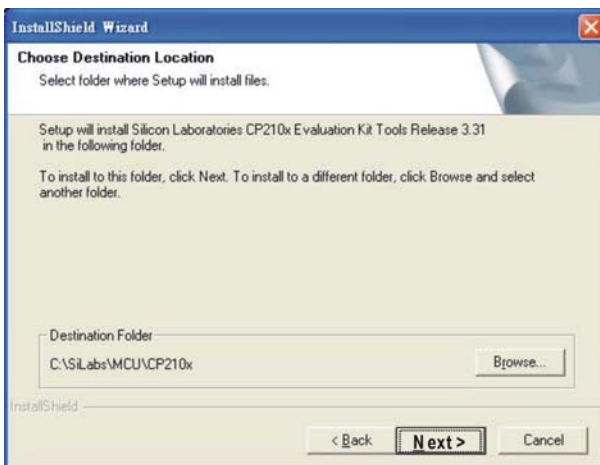 InstallShield Wizard
Choose Destination Location
Select folder where Setup will install files.
Setup will install Silicon Laboratories CP210x Evaluation Kit Tools Release 3.31
in the following folder.
To install to this folder, click Next. To install to a different folder, click Browse and select
another folder.
Destination Folder
C:\SiLabs\MCU\CP210x
Browse...
InstallShield
< Back
Next >
Cancel